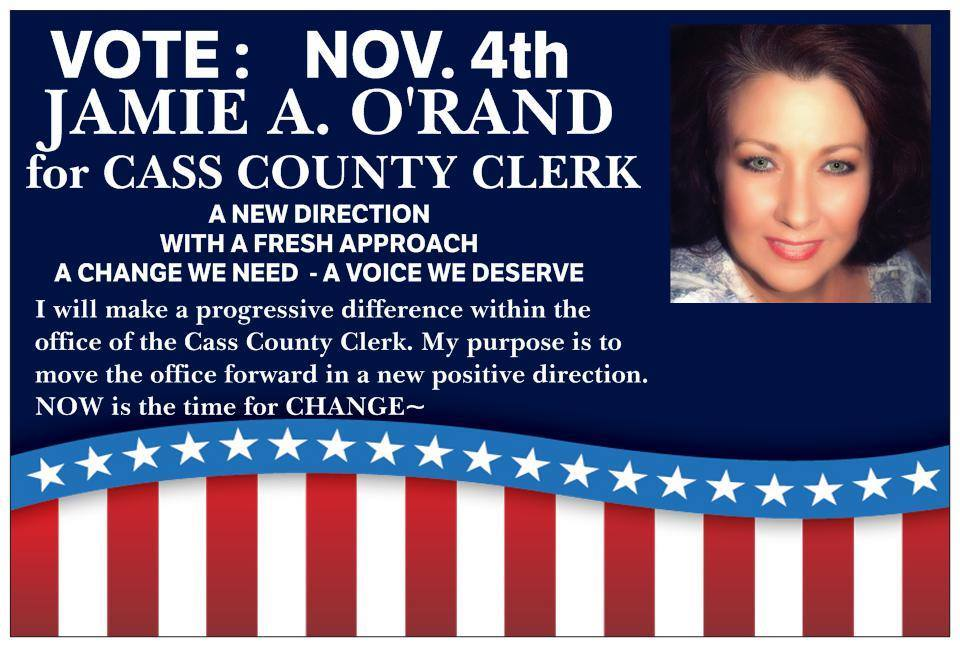 VOTE : NOV. 4th
JAMIE A. O'RAND
for CASS COUNTY CLERK
A NEW DIRECTION
WITH A FRESH APPROACH
A CHANGE WE NEED - A VOICE WE DESERVE
I will make a progressive difference within the
office of the Cass County Clerk. My purpose is to
move the office forward in a new positive direction.
NOW is the time for CHANGE~